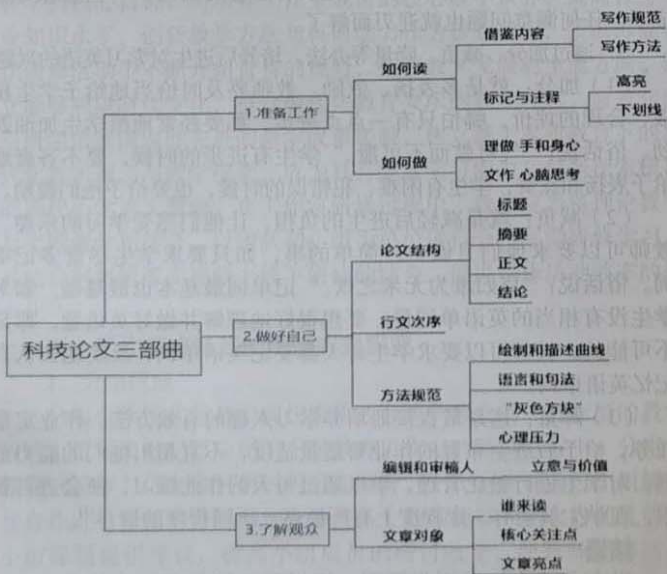 科技论文三部曲
1.准备工作
如何读
借鉴内容
写作规范
写作方法
标记与注释
高亮
下划线
如何做
理做 手和身心
文作 心脑思考
2.做好自己
论文结构
标题
摘要
正文
结论
行文次序
方法规范
绘制和描述曲线
语言和句法
"灰色方块"
心理压力
3.了解观众
编辑和审稿人
立意与价值
文章对象
谁来读
核心关注点
文章亮点